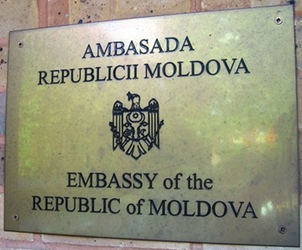 AMBASADA
REPUBLICII MOLDOVA
EMBASSY of the
REPUBLIC of MOLDOVA